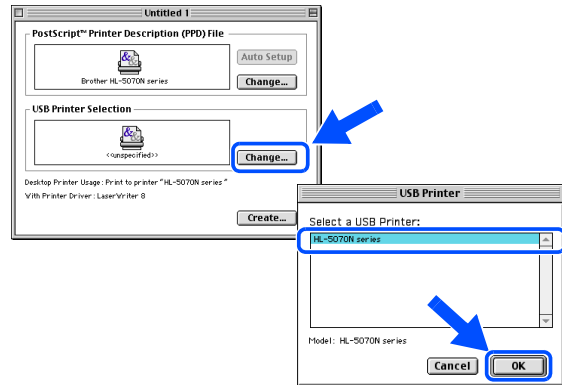 Untitled 1
PostScript™ Printer Description (PPD) File
Auto Setup
Brother HL-5070N series
Change...
USB Printer Selection
<<unspecified>>
Change...
Desktop Printer Usage: Print to printer "HL-5070N series "
With Printer Driver: LaserWriter 8
Create...
USB Printer
Select a USB Printer:
HL-5070N series
Model: HL-5070N series
Cancel
OK